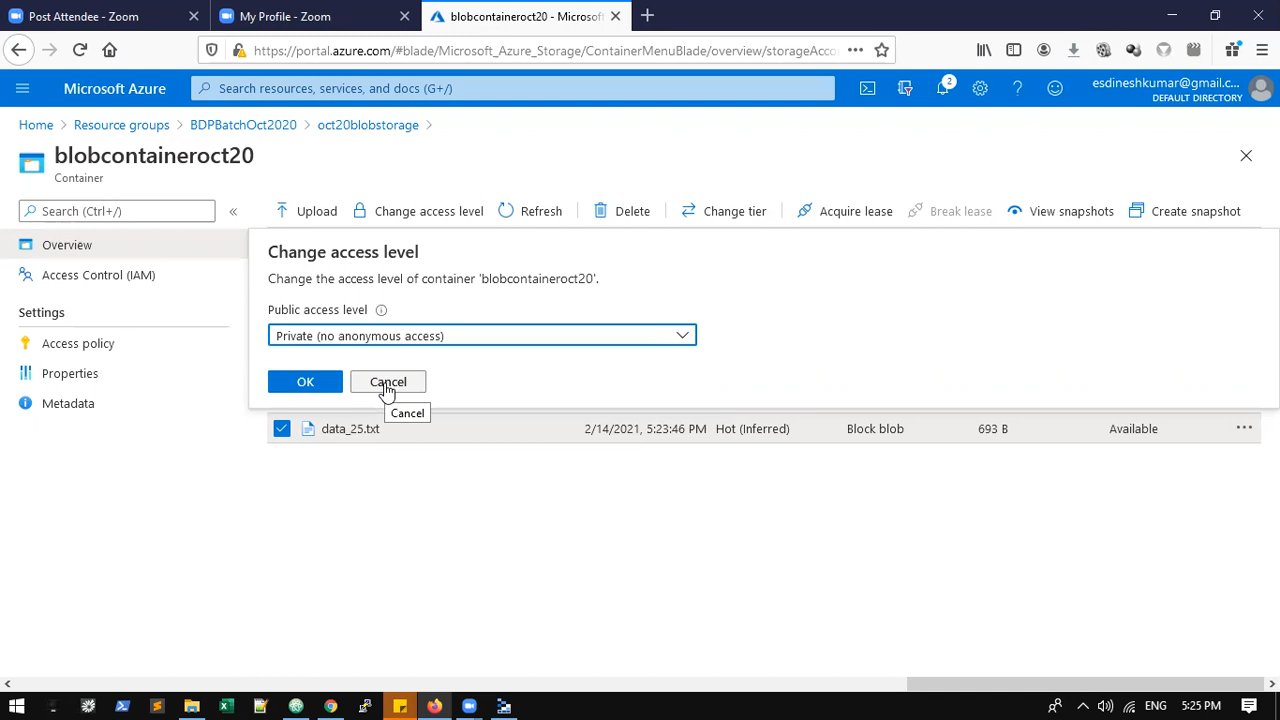 Post Attendee - Zoom
My Profile - Zoom
blobcontaineroct20 - Microsof
https://portal.azure.com/#blade/Microsoft_Azure_Storage/ContainerMenuBlade/overview/storageAcco
Microsoft Azure
Search resources, services, and docs (G+/)
2
esdineshkumar@gmail.c...
DEFAULT DIRECTORY
Home > Resource groups > BDPBatchOct2020 > oct20blobstorage >
blobcontaineroct20
Container
Search (Ctrl+/)
«
Upload
Change access level
Refresh
Delete
Change tier
Acquire lease
Break lease
View snapshots
Create snapshot
Overview
Access Control (IAM)
Settings
Access policy
Properties
Metadata
Change access level
Change the access level of container 'blobcontaineroct20'.
Public access level
Private (no anonymous access)
OK
Cancel
Cancel
data_25.txt
2/14/2021, 5:23:46 PM
Hot (Inferred)
Block blob
693 B
Available
5:25 PM